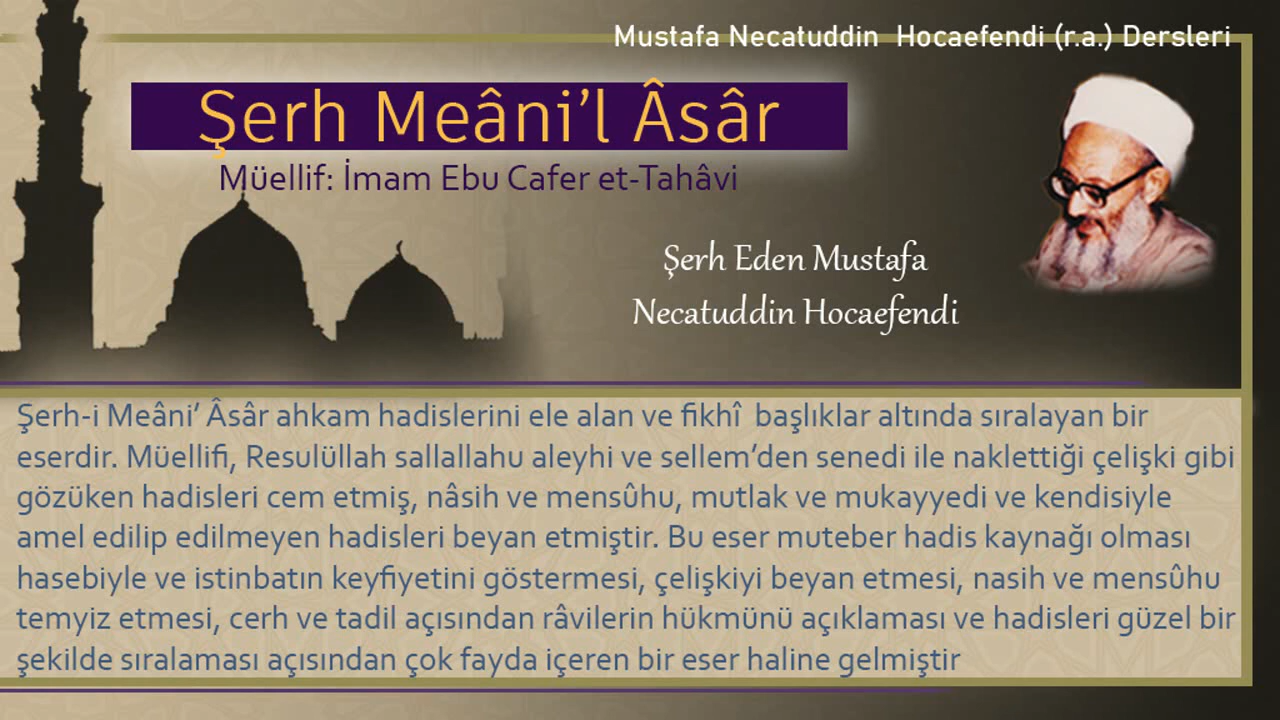 Mustafa Necatuddin Hocaefendi (r.a.) Dersleri
Şerh Meâni’l Âsâr
Müellif: İmam Ebu Cafer et-Tahâvi
Şerh Eden Mustafa
Necatuddin Hocaefendi
Şerh-i Meâni’ Âsâr ahkam hadislerini ele alan ve fikhî başlıklar altında sıralayan bir
eserdir. Müellifi, Resulüllah sallallahu aleyhi ve sellem’den senedi ile naklettiği çelişki gibi
gözüken hadisleri cem etmiş, nâsih ve mensûhu, mutlak ve mukayyedi ve kendisiyle
amel edilip edilmeyen hadisleri beyan etmiştir. Bu eser muteber hadis kaynağı olması
hasebiyle ve istinbatın keyfiyetini göstermesi, çelişkiyi beyan etmesi, nasih ve mensûhu
temyiz etmesi, cerh ve tadil açısından râvilerin hükmünü açıklaması ve hadisleri güzel bir
şekilde sıralaması açısından çok fayda içeren bir eser haline gelmiştir